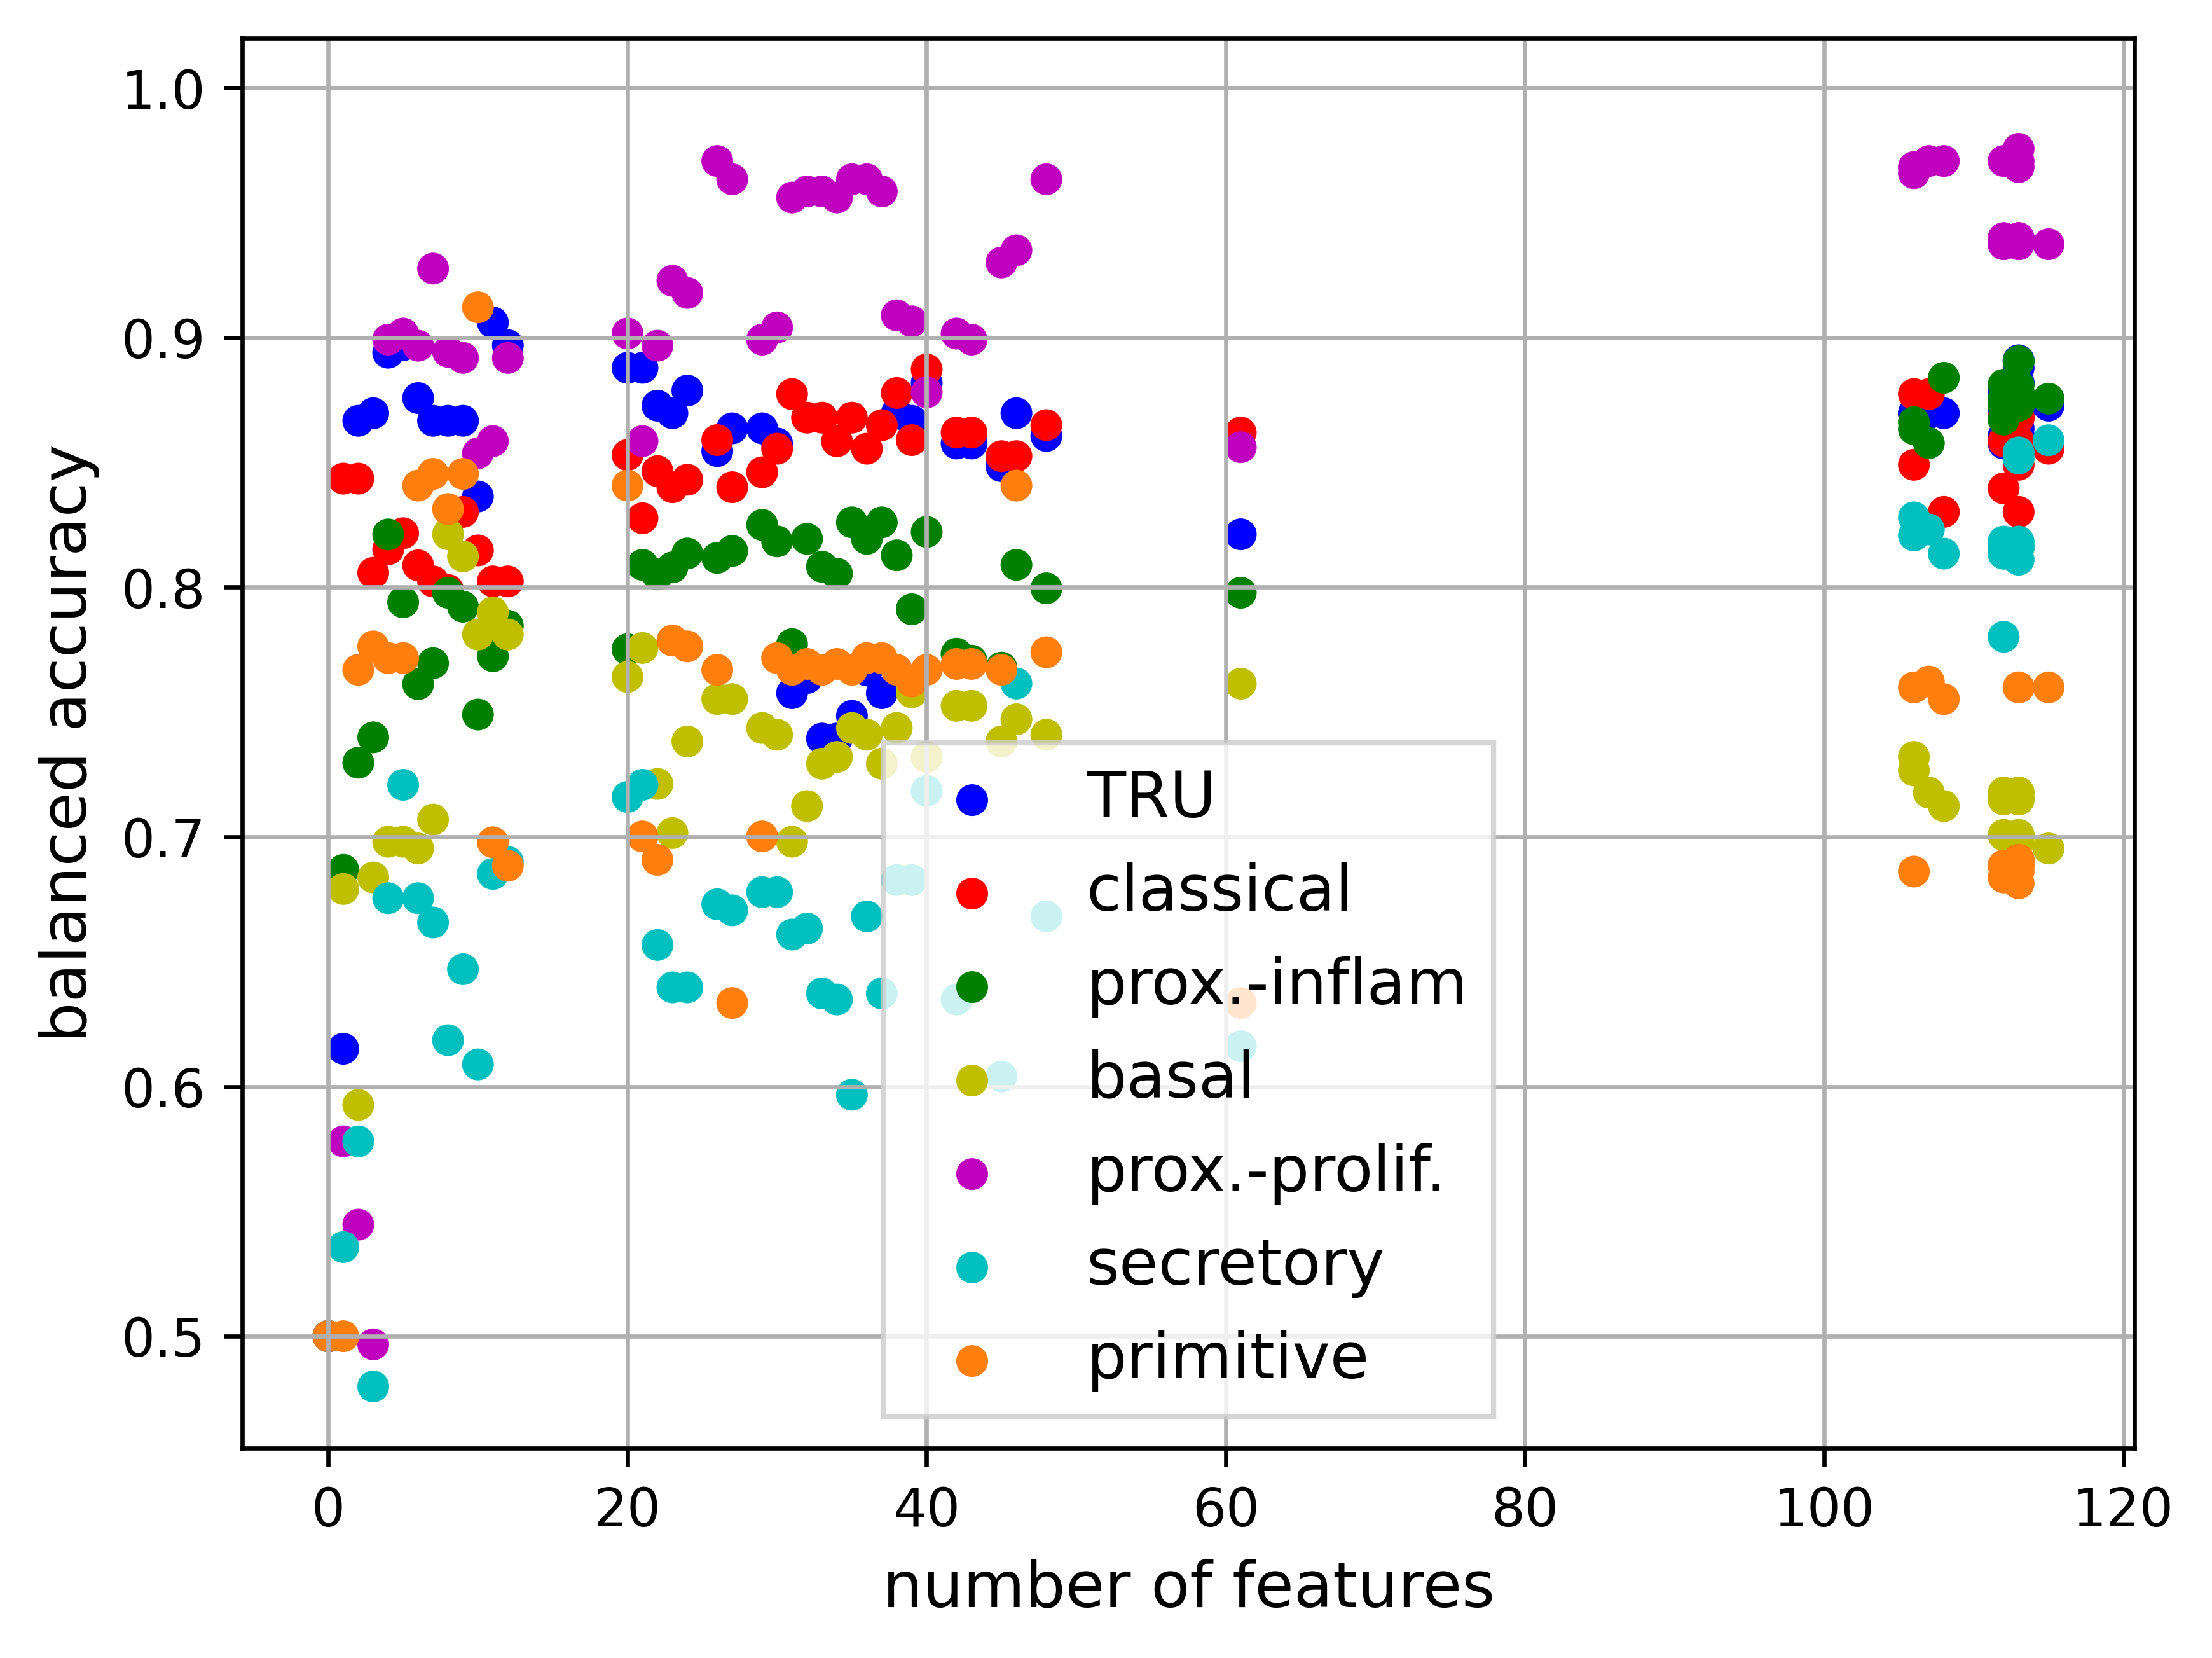 1.0
0.9
0.8
0.7
0.6
0.5
balanced accuracy
TRU
classical
prox.-inflam
basal
prox.-prolif.
secretory
primitive
0 20 40 60 80 100 120
number of features